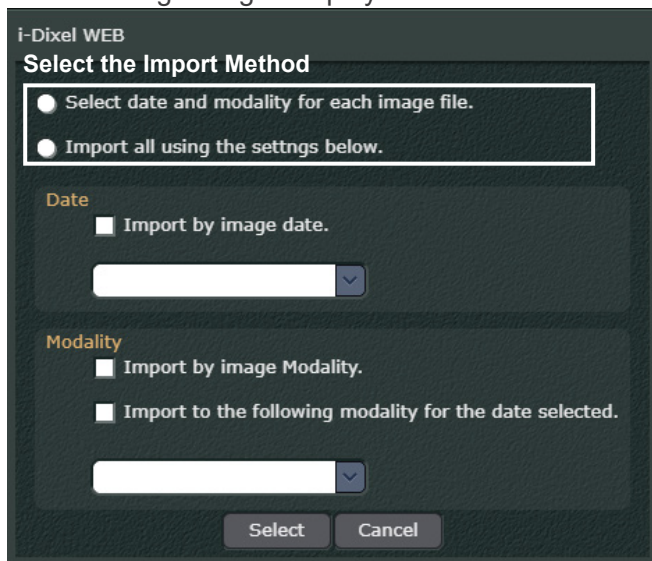 i-Dixel WEB
Select the Import Method
Select date and modality for each image file.
Import all using the settngs below.
Date
Import by image date.
Modality
Import by image Modality.
Import to the following modality for the date selected.
Select Cancel